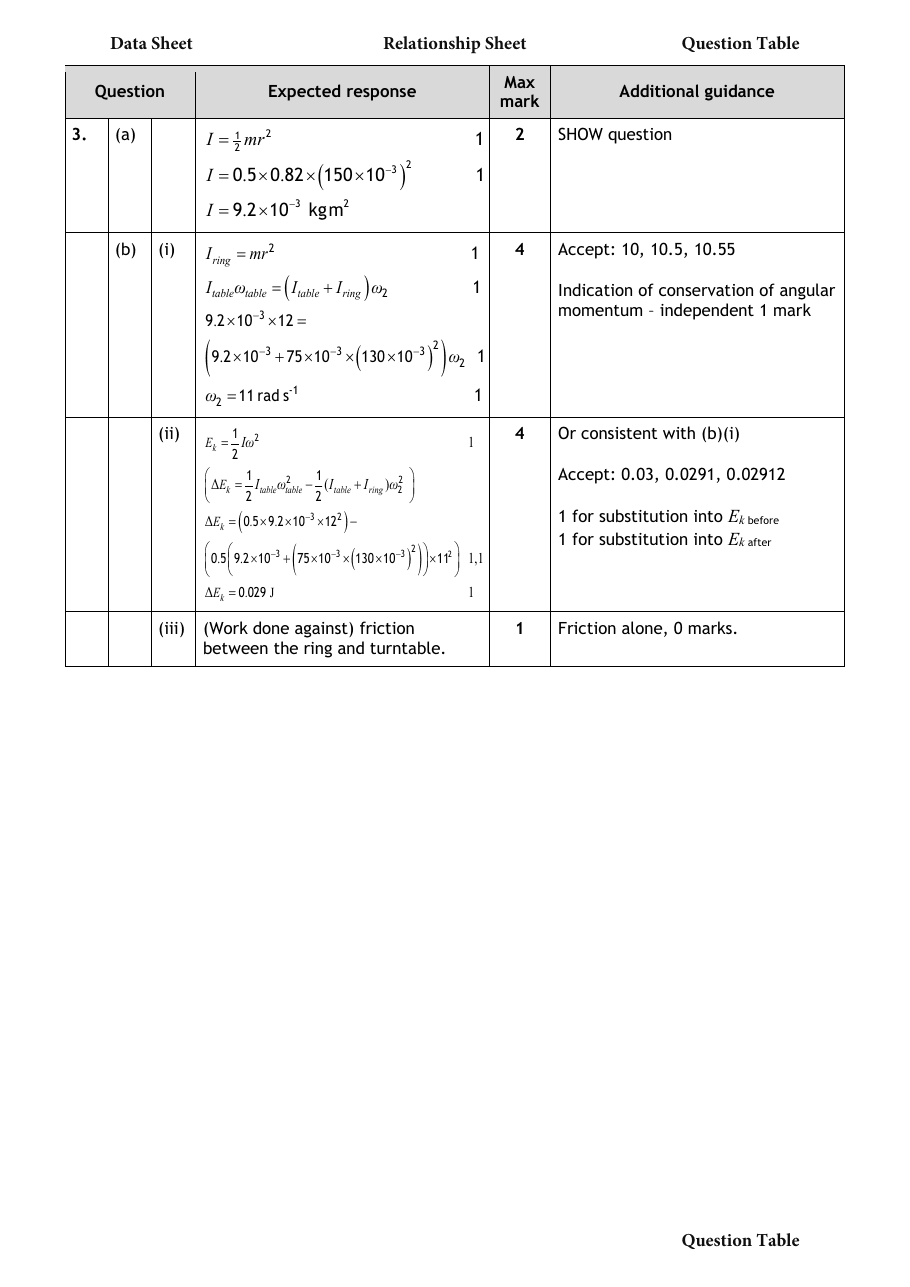 Data Sheet Relationship Sheet Question Table
Question Expected response Max mark Additional guidance
3. (a) I = ½ mr² 1 2 SHOW question
I = 0.5 × 0.82 × (150 × 10⁻³)² 1
I = 9.2 × 10⁻³ kg m²
(b) (i) I_ring = mr² 1 4 Accept: 10, 10.5, 10.55
I_table ω_table = (I_table + I_ring) ω₂ 1
Indication of conservation of angular
momentum – independent 1 mark
9.2 × 10⁻³ × 12 =
(9.2 × 10⁻³ + 75 × 10⁻³ × (130 × 10⁻³)²) ω₂ 1
ω₂ = 11 rad s⁻¹ 1
(ii) E_k = 1/2 Iω² 1 4 Or consistent with (b)(i)
(ΔE_k = 1/2 I_table ω²_table − 1/2 (I_table + I_ring) ω₂²)
Accept: 0.03, 0.0291, 0.02912
ΔE_k = (0.5 × 9.2 × 10⁻³ × 12²) −
1 for substitution into E_k before
1 for substitution into E_k after
(0.5(9.2 × 10⁻³ + (75 × 10⁻³ × (130 × 10⁻³)²)) × 11²) 1,1
ΔE_k = 0.029 J 1
(iii) (Work done against) friction 1 Friction alone, 0 marks.
between the ring and turntable.
Question Table